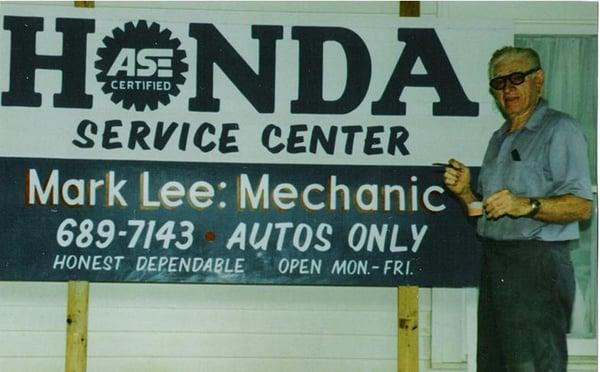 HONDA
ASE
CERTIFIED
SERVICE CENTER
Mark Lee: Mechanic
689-7143 • AUTOS ONLY
HONEST DEPENDABLE OPEN MON.-FRI.